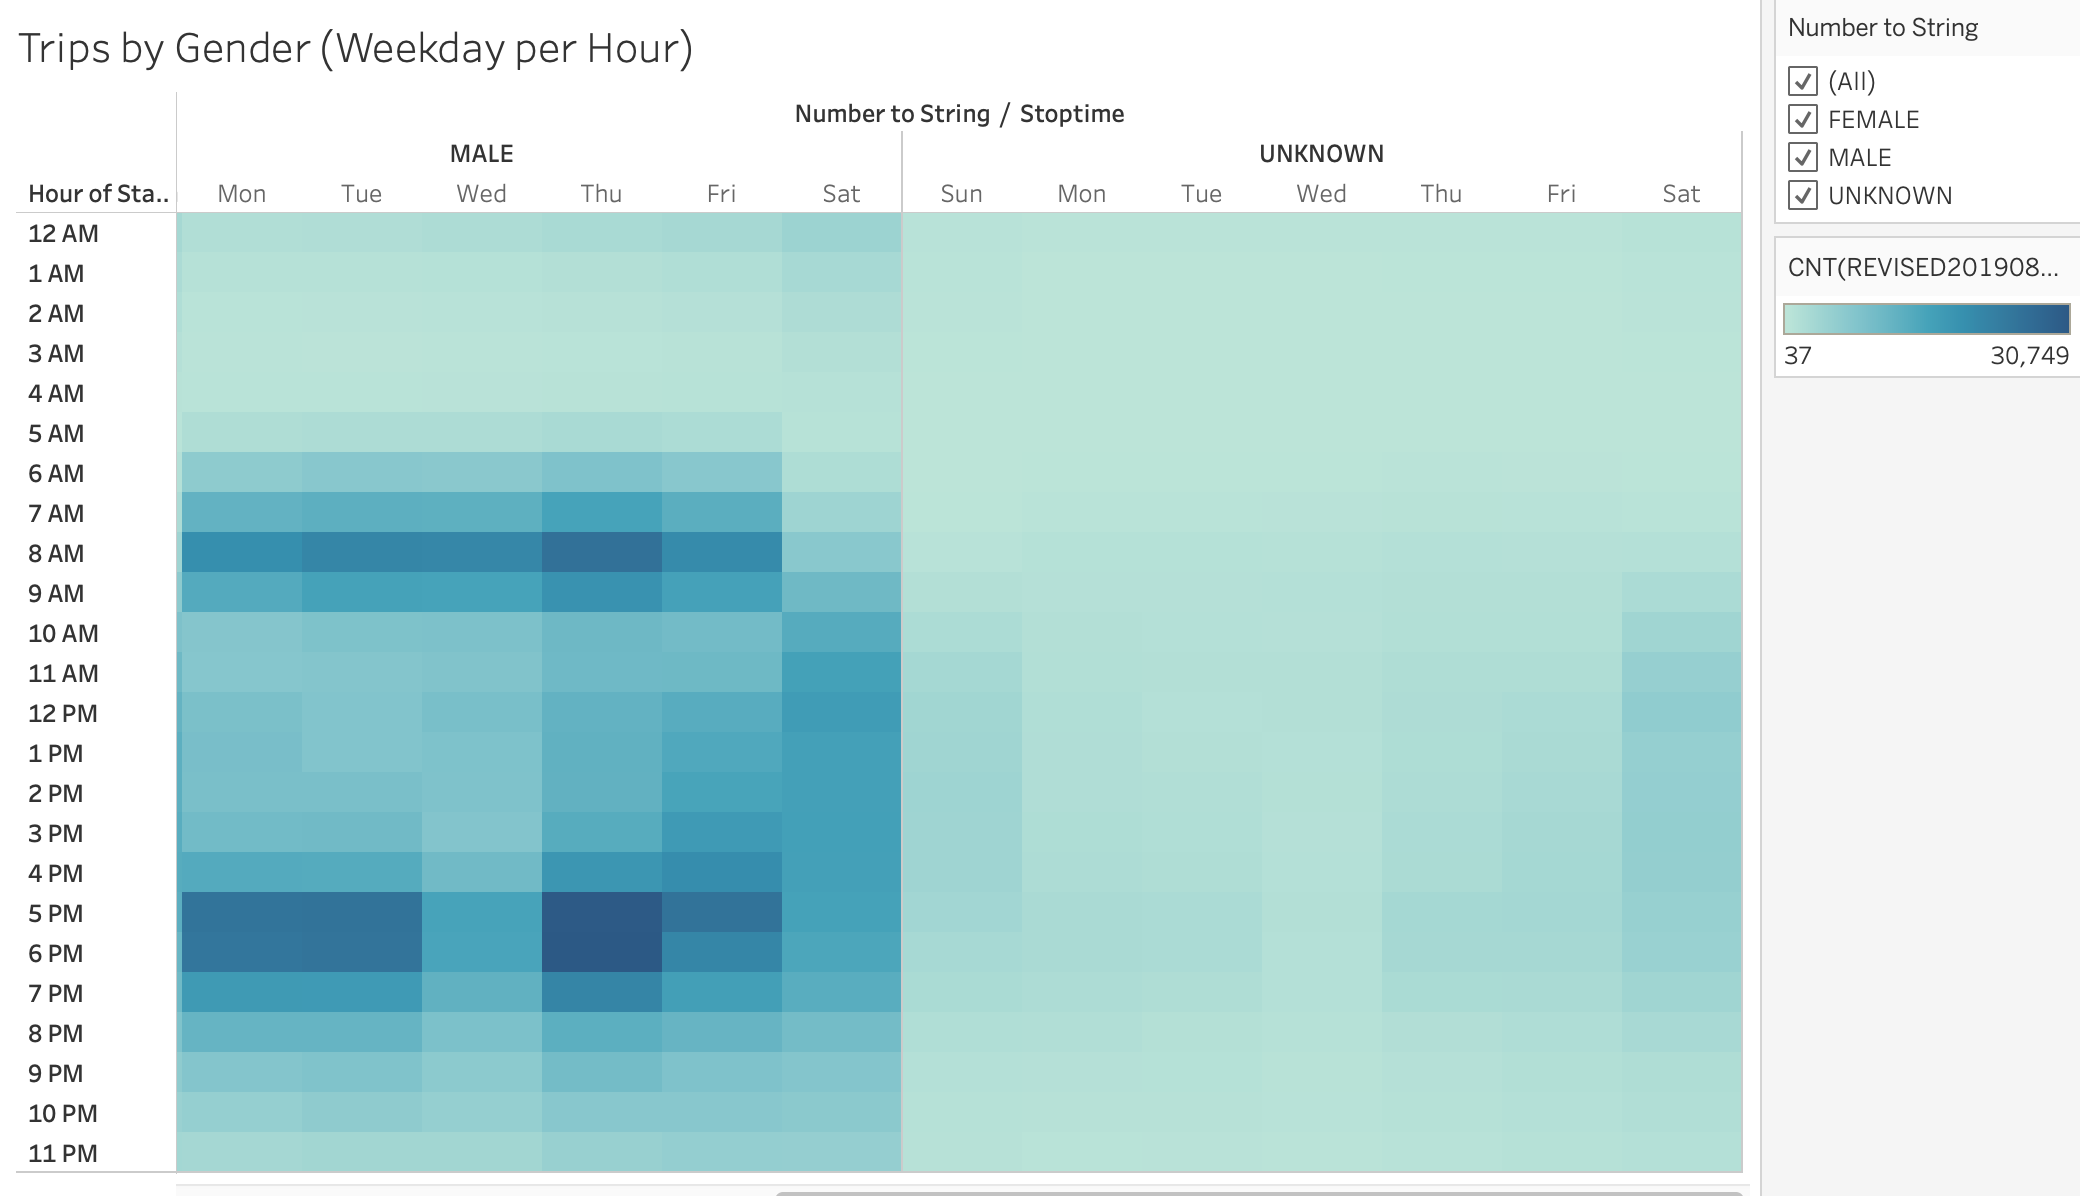 Trips by Gender (Weekday per Hour)
Number to String / Stoptime
MALE UNKNOWN
Hour of Sta.. Mon Tue Wed Thu Fri Sat Sun Mon Tue Wed Thu Fri Sat
12 AM
1 AM
2 AM
3 AM
4 AM
5 AM
6 AM
7 AM
8 AM
9 AM
10 AM
11 AM
12 PM
1 PM
2 PM
3 PM
4 PM
5 PM
6 PM
7 PM
8 PM
9 PM
10 PM
11 PM
Number to String
(All)
FEMALE
MALE
UNKNOWN
CNT(REVISED201908...
37 30,749